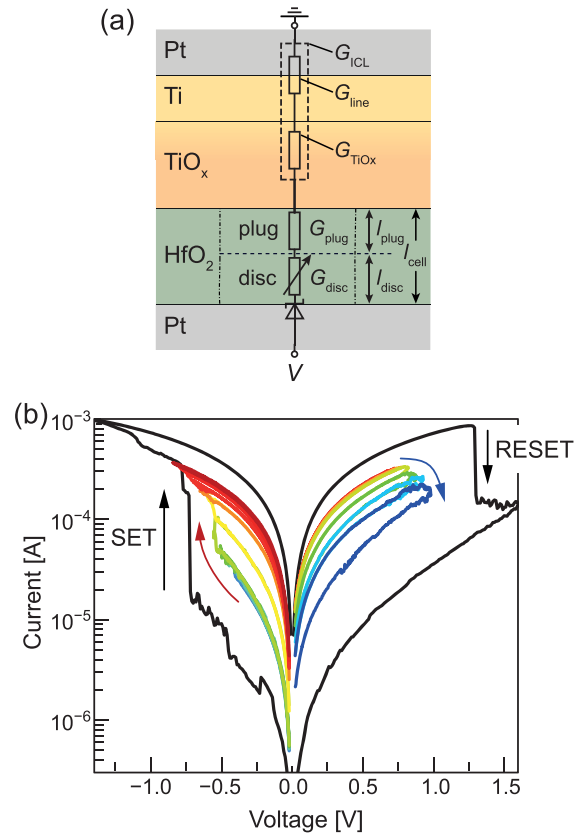 (a)
Pt
G_ICL
Ti
G_line
TiO_x
G_TiOx
HfO_2
plug
G_plug
l_plug
l_cell
disc
G_disc
l_disc
Pt
V
(b)
10^-3
10^-4
10^-5
10^-6
Current [A]
SET
RESET
−1.0 −0.5 0.0 0.5 1.0 1.5
Voltage [V]